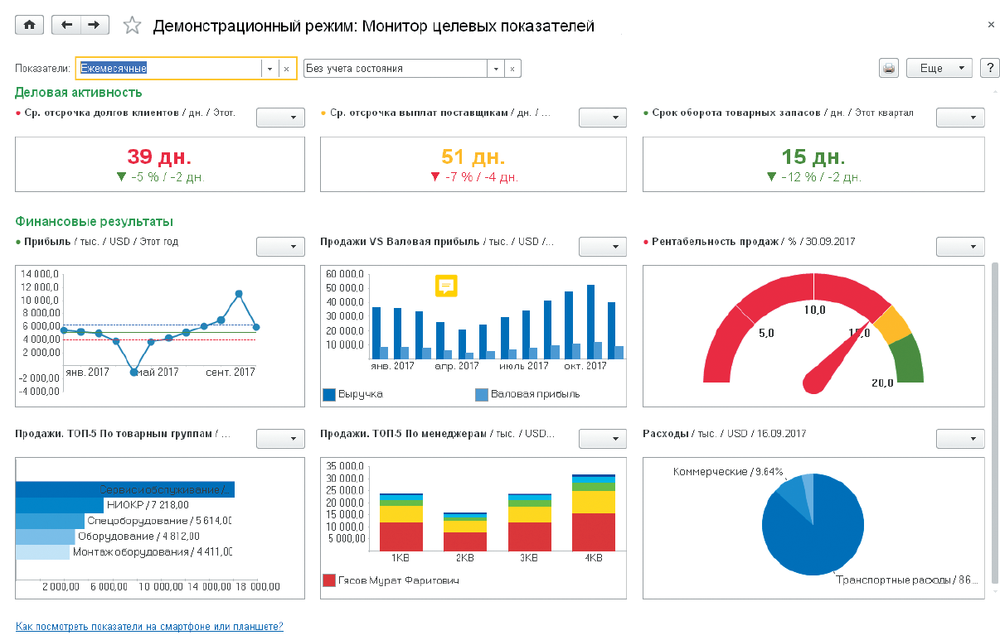 Демонстрационный режим: Монитор целевых показателей
×
Показатели: Ежемесячные × Без учета состояния × Еще ?
Деловая активность
Ср. отсрочка долгов клиентов / дн. / Этот.
39 дн.
-5 % / -2 дн.
Ср. отсрочка выплат поставщикам / дн. / ...
51 дн.
-7 % / -4 дн.
Срок оборота товарных запасов / дн. / Этот квартал
15 дн.
-12 % / -2 дн.
Финансовые результаты
Прибыль / тыс. / USD / Этот год
14 000,0
12 000,0
10 000,0
8 000,00
6 000,00
4 000,00
2 000,00
-2 000,00
-4 000,00
янв. 2017 май 2017 сент. 2017
Продажи VS Валовая прибыль / тыс. / USD /...
60 000,0
50 000,0
40 000,0
30 000,0
20 000,0
10 000,0
янв. 2017 апр. 2017 июль 2017 окт. 2017
Выручка Валовая прибыль
Рентабельность продаж / % / 30.09.2017
5,0
10,0
15,0
20,0
Продажи. ТОП-5 По товарным группам / ...
Сервис и обслуживание /...
НИОКР / 7 218,00
Спецоборудование / 5 614,00
Оборудование / 4 812,00
Монтаж оборудования / 4 411,00
2 000,00 6 000,00 10 000,00 14 000,00 18 000,00
Продажи. ТОП-5 По менеджерам / тыс. / USD...
35 000,0
30 000,0
25 000,0
20 000,0
15 000,0
10 000,0
5 000,00
1КВ 2КВ 3КВ 4КВ
Гясов Мурат Фаритович
Расходы / тыс. / USD / 16.09.2017
Коммерческие / 9.64%
Транспортные расходы / 86...
Как посмотреть показатели на смартфоне или планшете?